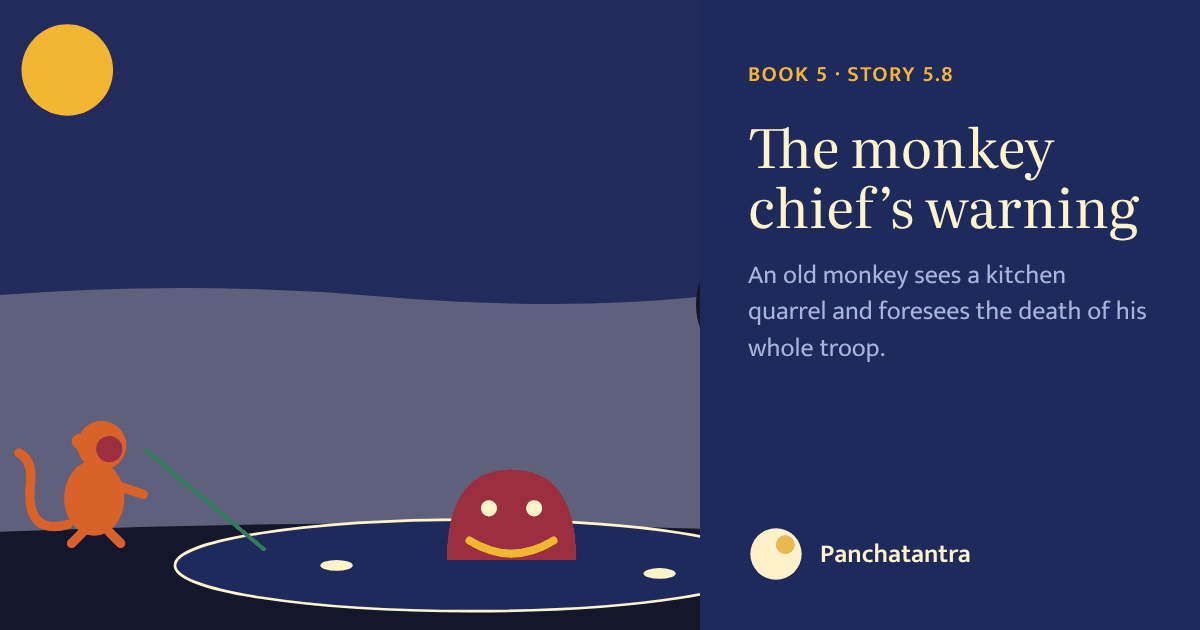 BOOK 5 · STORY 5.8
The monkey
chief’s warning
An old monkey sees a kitchen
quarrel and foresees the death of his
whole troop.
Panchatantra